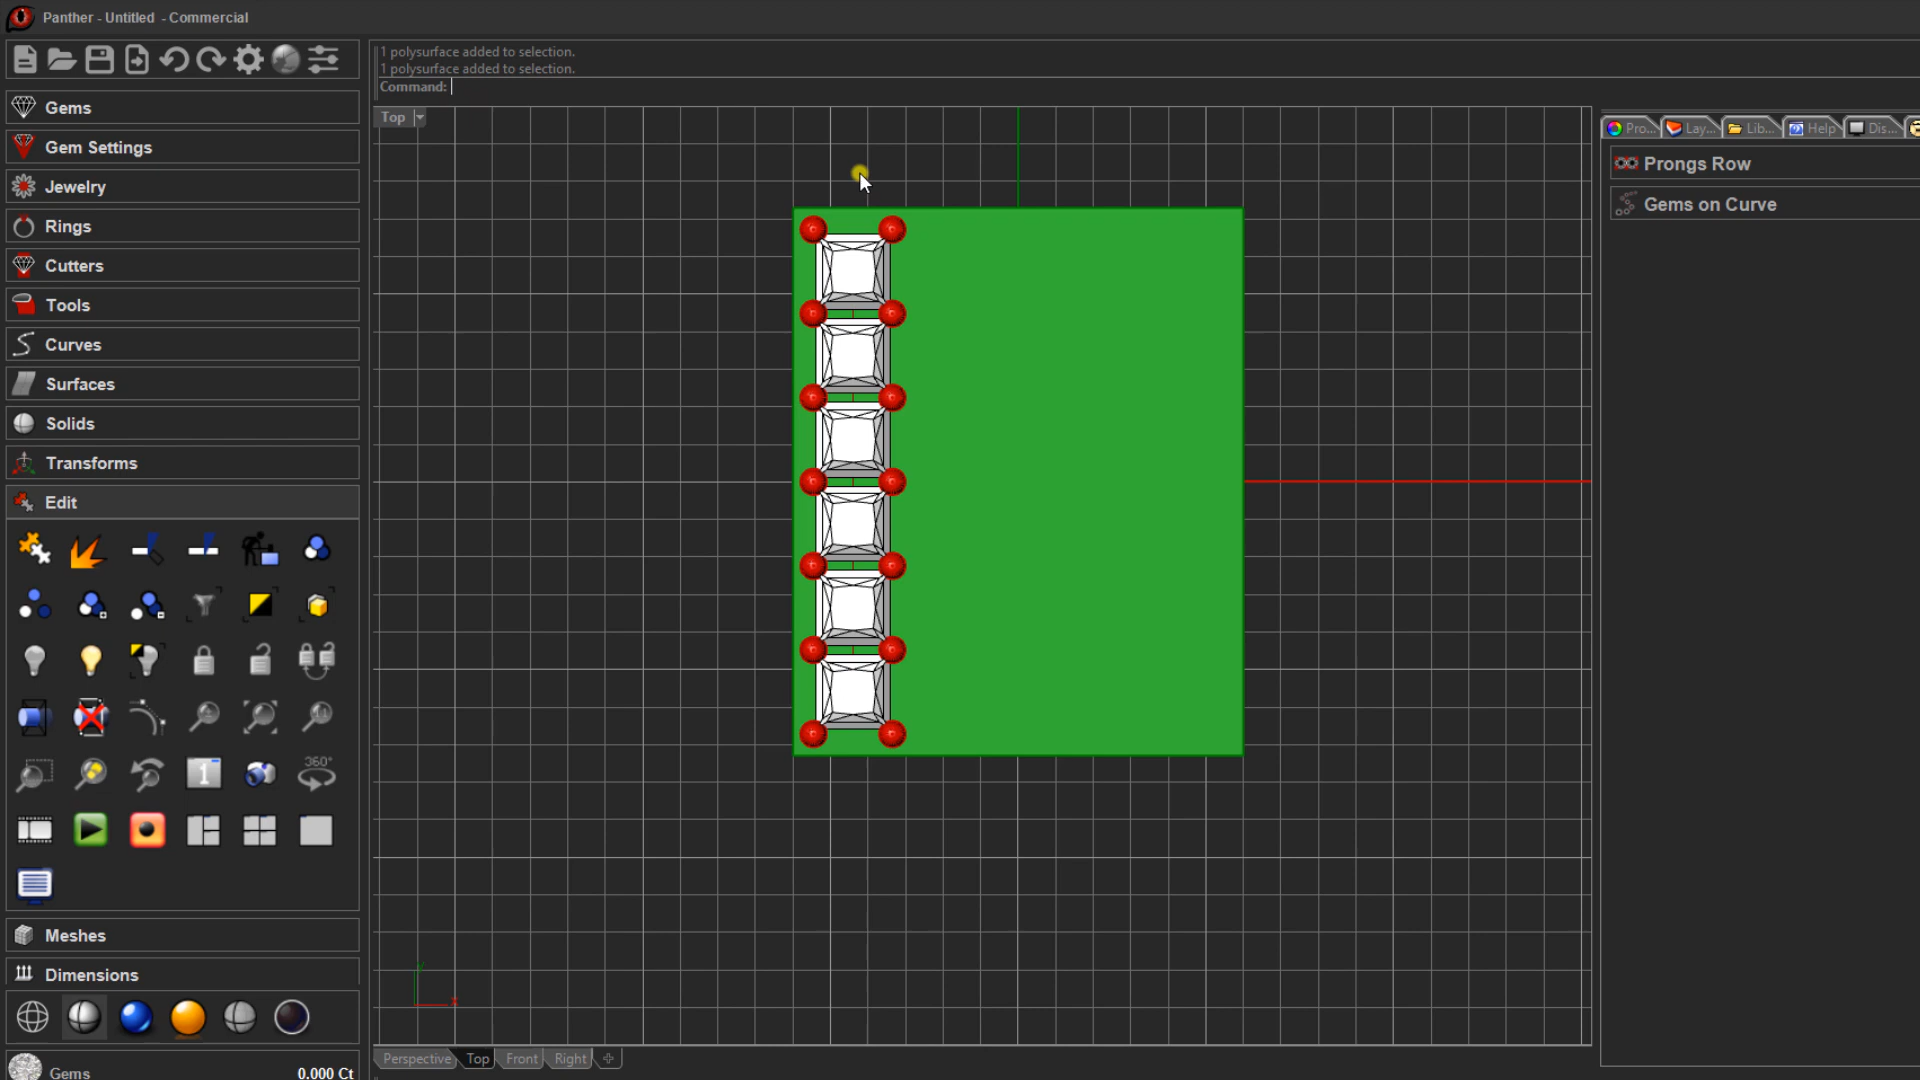 Panther - Untitled - Commercial
1 polysurface added to selection.
1 polysurface added to selection.
Command:
Gems
Gem Settings
Jewelry
Rings
Cutters
Tools
Curves
Surfaces
Solids
Transforms
Edit
360°
1
Meshes
Dimensions
Gems 0.000 Ct
Top
Perspective Top Front Right
Pro... Lay... Lib... Help Dis...
Prongs Row
Gems on Curve